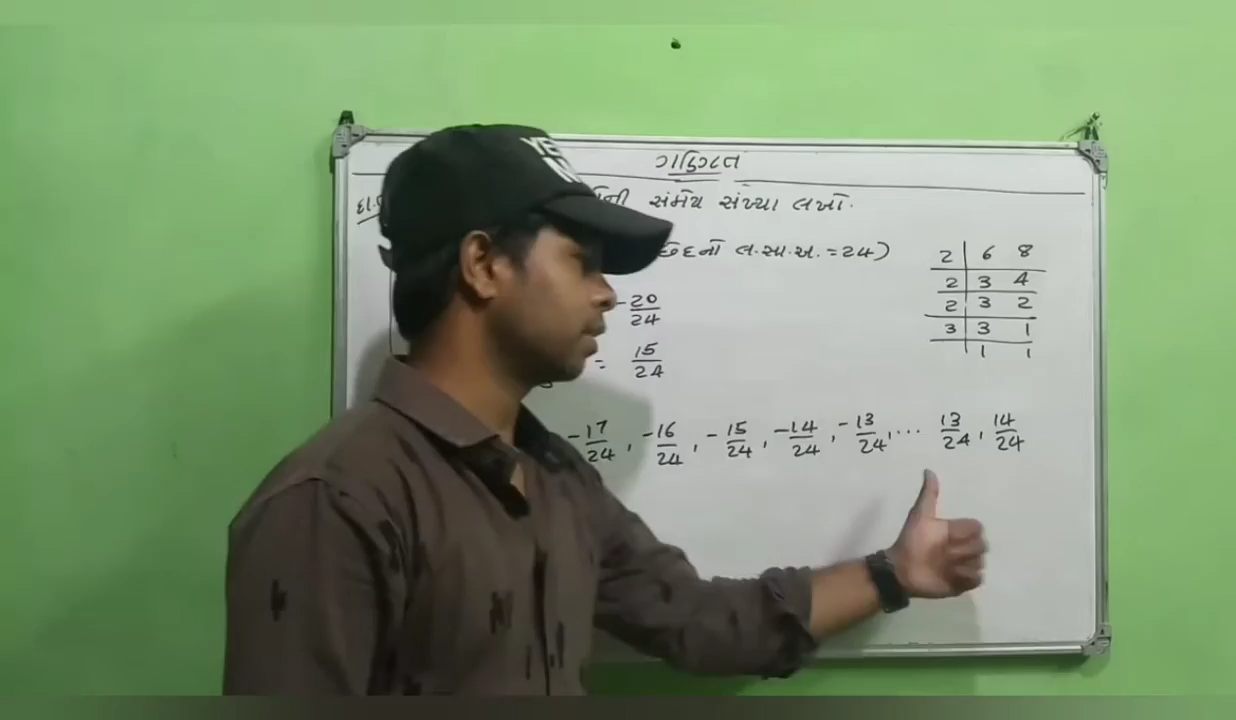 ગણિત
સંમેય સંખ્યા લખો.
છેદનો લ.સા.અ. = 24)
2 | 6 8
2 | 3 4
2 | 3 2
3 | 3 1
| 1 1
-20/24
= 15/24
-17/24, -16/24, -15/24, -14/24, -13/24, ... 13/24, 14/24